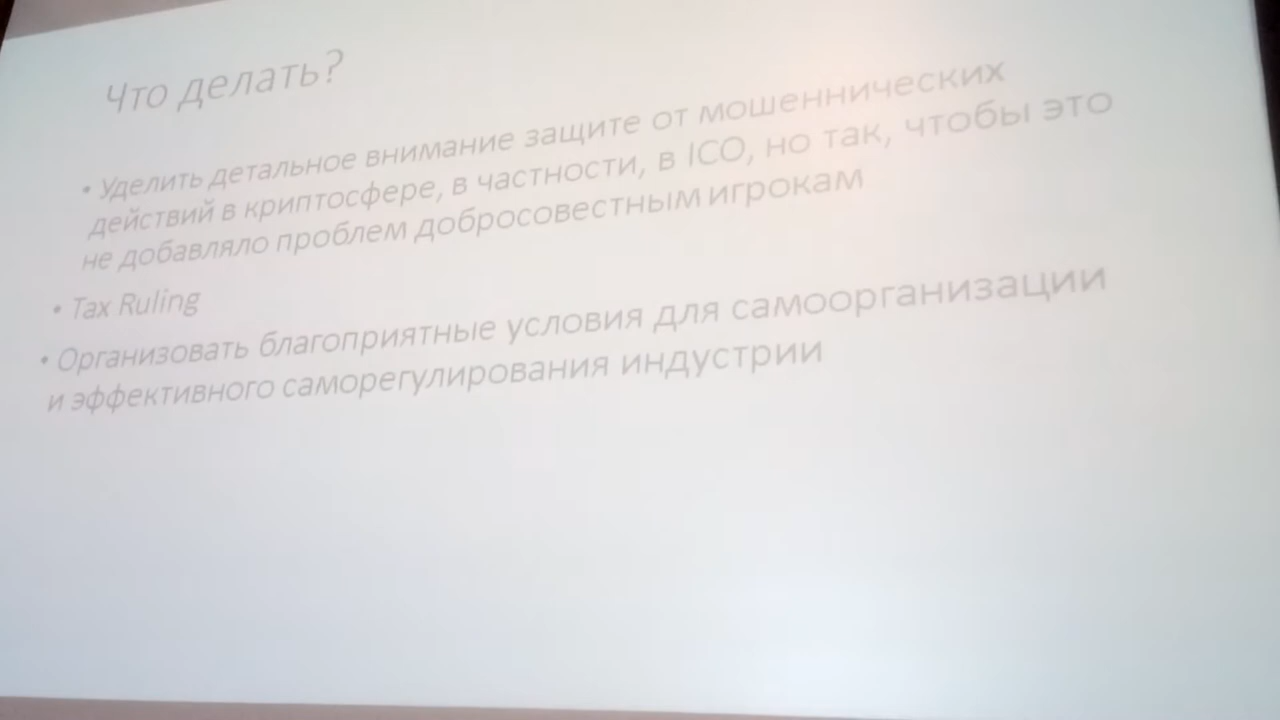 Что делать?
• Уделить детальное внимание защите от мошеннических
действий в криптосфере, в частности, в ICO, но так, чтобы это
не добавляло проблем добросовестным игрокам
• Tax Ruling
• Организовать благоприятные условия для самоорганизации
и эффективного саморегулирования индустрии